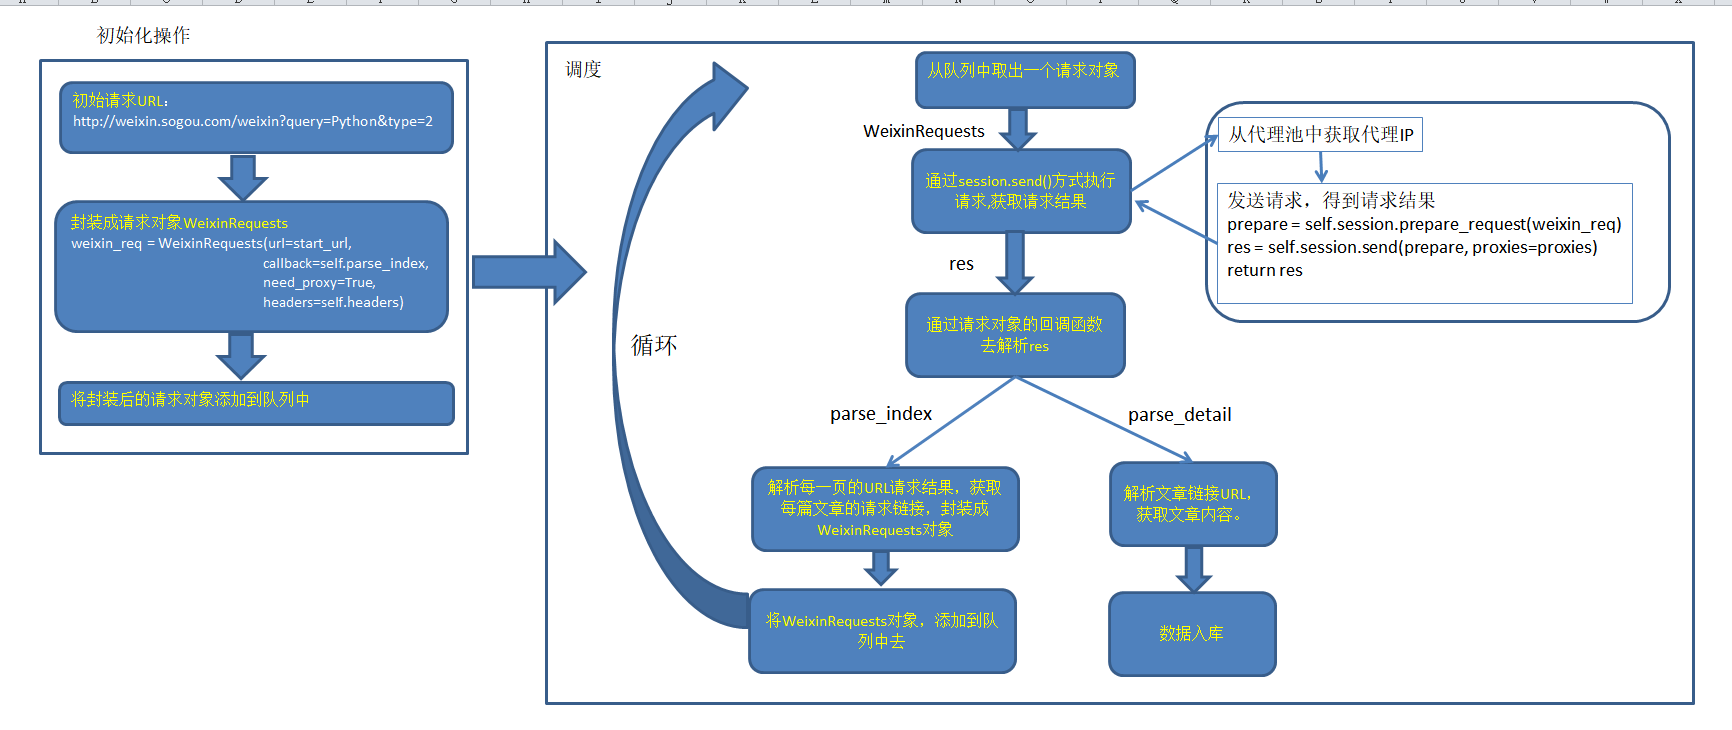 初始化操作
初始请求URL：
http://weixin.sogou.com/weixin?query=Python&type=2
封装成请求对象WeixinRequests
weixin_req = WeixinRequests(url=start_url,
callback=self.parse_index,
need_proxy=True,
headers=self.headers)
将封装后的请求对象添加到队列中
调度
循环
从队列中取出一个请求对象
WeixinRequests
通过session.send()方式执行
请求,获取请求结果
从代理池中获取代理IP
发送请求，得到请求结果
prepare = self.session.prepare_request(weixin_req)
res = self.session.send(prepare, proxies=proxies)
return res
res
通过请求对象的回调函数
去解析res
parse_index
parse_detail
解析每一页的URL请求结果，获取
每篇文章的请求链接，封装成
WeixinRequests对象
解析文章链接URL，
获取文章内容。
将WeixinRequests对象，添加到队
列中去
数据入库